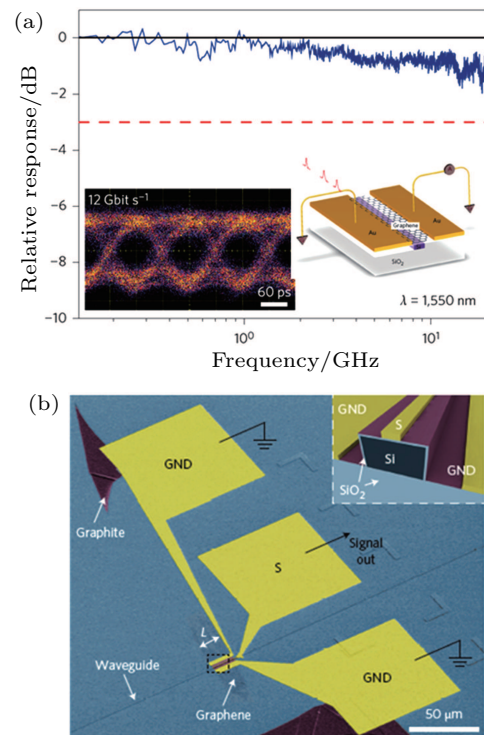 (a)
0
-2
-4
-6
-8
-10
Relative response/dB
12 Gbit s⁻¹
60 ps
Graphene
Au
Au
SiO₂
A
λ = 1,550 nm
10⁰
10¹
Frequency/GHz
(b)
GND
Graphite
S
Signal
out
L
Waveguide
Graphene
GND
50 µm
GND
S
Si
GND
SiO₂